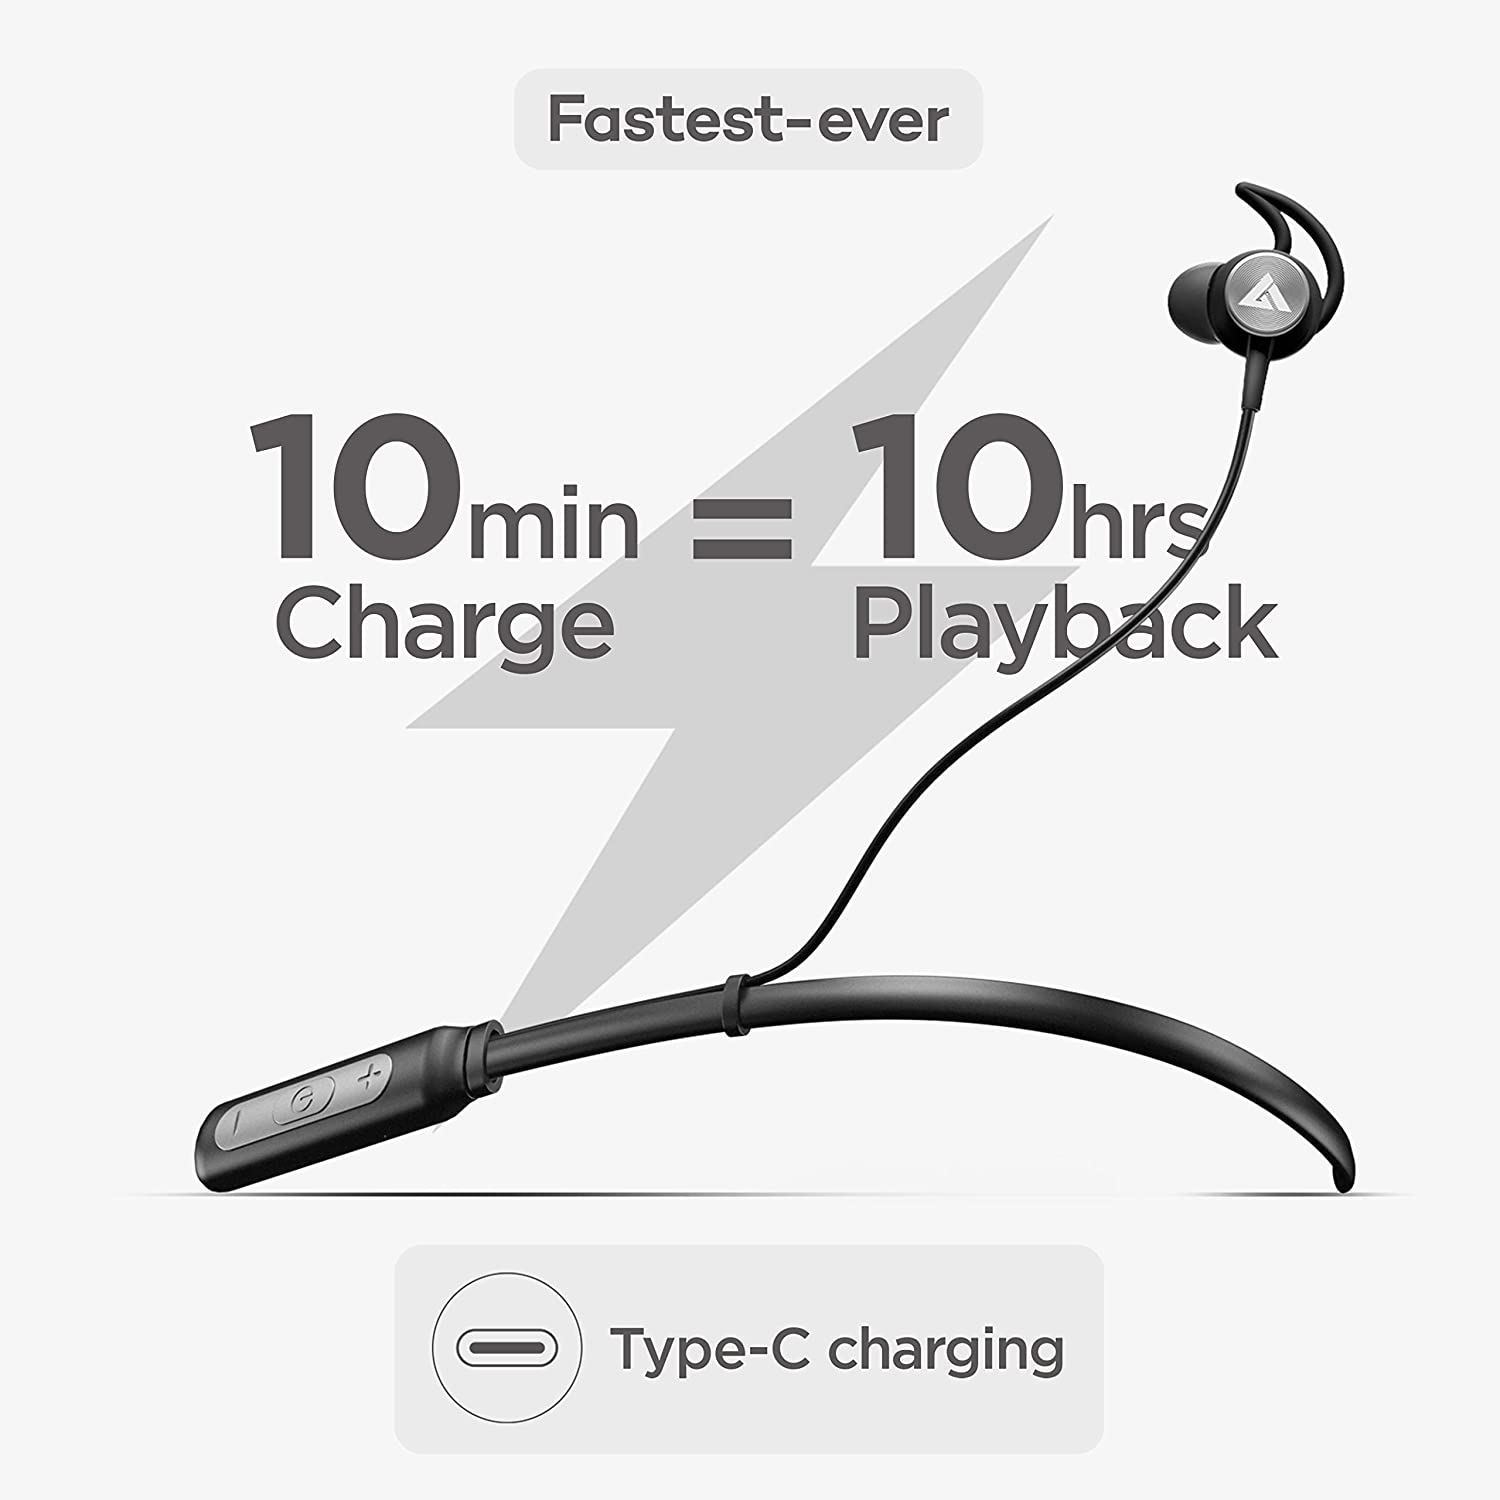 Fastest-ever
10min = 10hrs
Charge Playback
Type-C charging